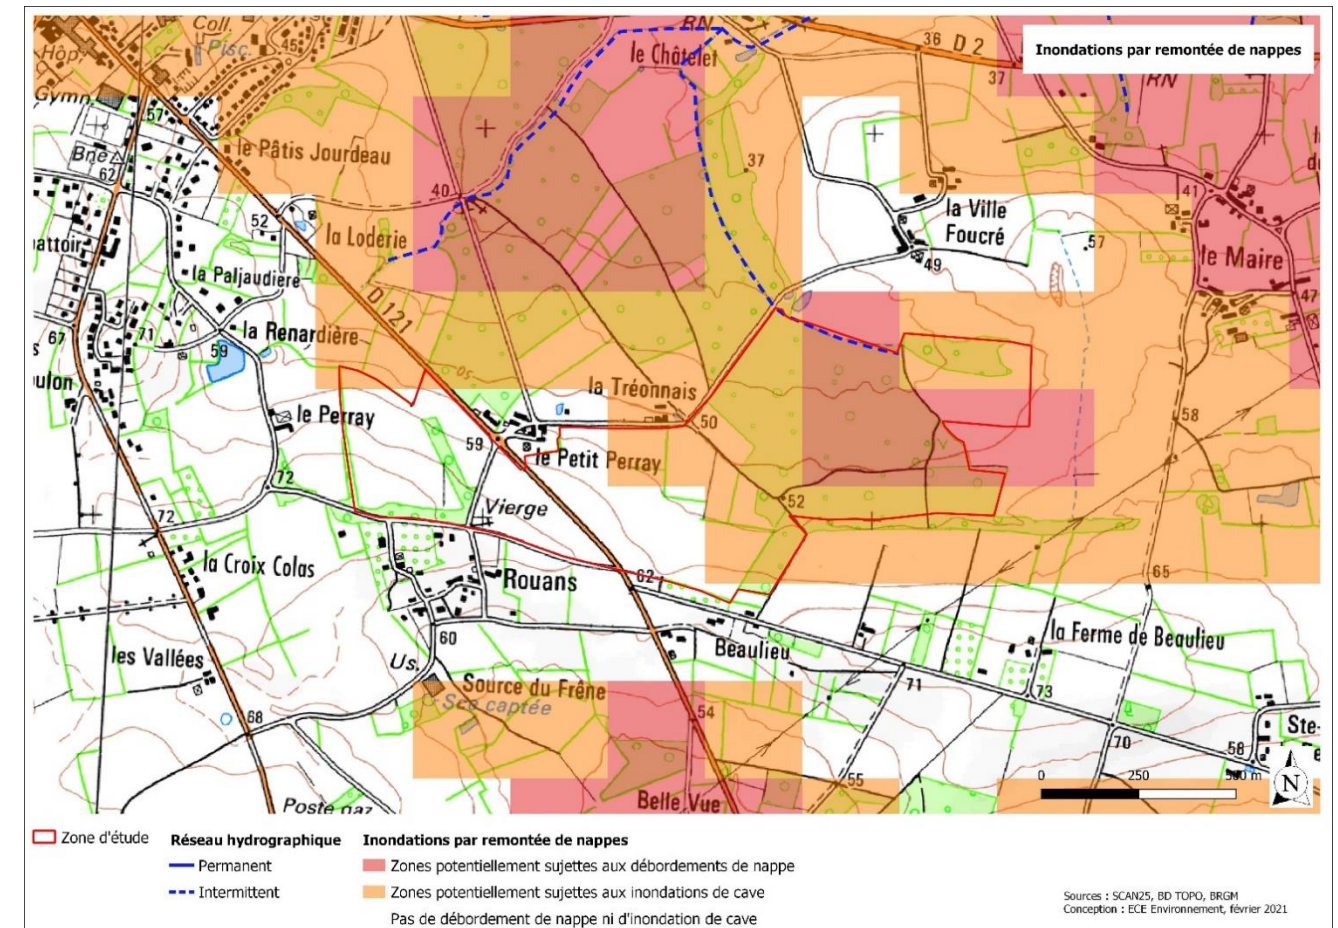 Inondations par remontée de nappes
Coll.
Pisc.
45
Hôp.
RN
le Châtelet
36 D 2
37
RN
Gymn
57
Bne
62
le Pâtis Jourdeau
37
40
41
52
la Loderie
la Ville
Foucré
49
57
le Maire
la Paljaudière
D 121
47
67
71
la Renardière
59
la Tréonnais
50
58
le Perray
59
le Petit Perray
72
52
Vierge
72
la Croix Colas
Rouans
62
65
60
Beaulieu
la Ferme de Beaulieu
les Vallées
Us.
71
73
Source du Frêne
Sce captée
68
54
70
58
Ste-
55
0 250 500 m
N
Poste gaz
Belle Vue
Zone d'étude
Réseau hydrographique
Permanent
Intermittent
Inondations par remontée de nappes
Zones potentiellement sujettes aux débordements de nappe
Zones potentiellement sujettes aux inondations de cave
Pas de débordement de nappe ni d'inondation de cave
Sources : SCAN25, BD TOPO, BRGM
Conception : ECE Environnement, février 2021